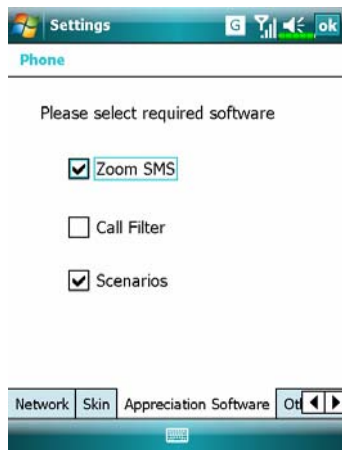 Settings G ok
Phone
Please select required software
Zoom SMS
Call Filter
Scenarios
Network Skin Appreciation Software